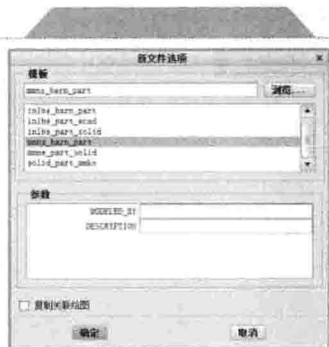 新文件选项
模板
mmns_harn_part
浏览...
inlbs_harn_part
inlbs_part_ecad
inlbs_part_solid
mmns_harn_part
mmns_part_solid
solid_part_mmks
参数
MODELED_BY
DESCRIPTION
复制关联绘图
确定
取消